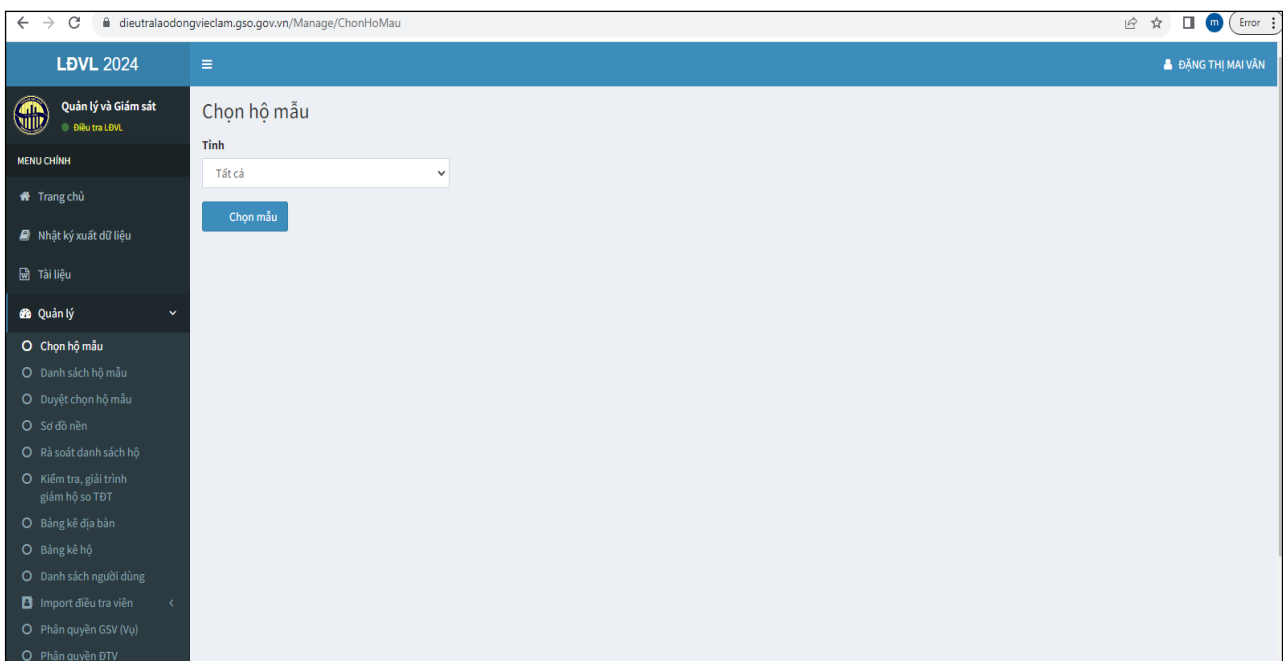 dieutralaodongvieclam.gso.gov.vn/Manage/ChonHoMau
m
Error
LĐVL 2024
ĐẶNG THỊ MAI VÂN
Quản lý và Giám sát
Điều tra LĐVL
MENU CHÍNH
Trang chủ
Nhật ký xuất dữ liệu
Tài liệu
Quản lý
Chọn hộ mẫu
Danh sách hộ mẫu
Duyệt chọn hộ mẫu
Sơ đồ nền
Rà soát danh sách hộ
Kiểm tra, giải trình
giảm hộ so TĐT
Bảng kê địa bàn
Bảng kê hộ
Danh sách người dùng
Import điều tra viên
Phân quyền GSV (Vụ)
Phân quyền ĐTV
Chọn hộ mẫu
Tỉnh
Tất cả
Chọn mẫu